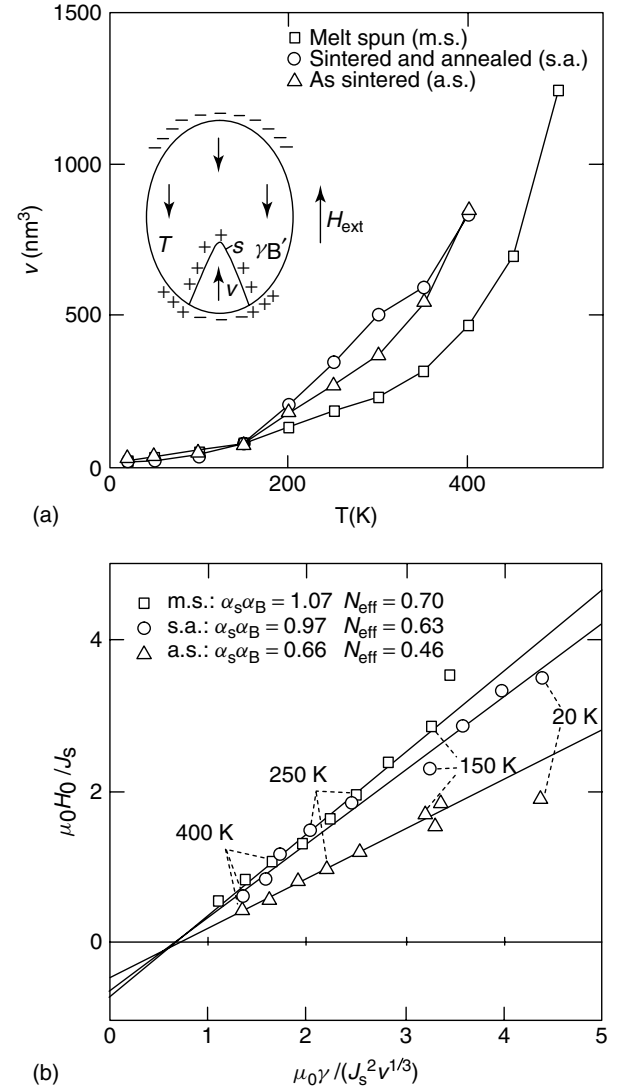 1500
1000
500
0
v (nm³)
Melt spun (m.s.)
Sintered and annealed (s.a.)
As sintered (a.s.)
T
s
γB′
v
Hext
0
200
400
T(K)
(a)
m.s.: αsαB = 1.07 Neff = 0.70
s.a.: αsαB = 0.97 Neff = 0.63
a.s.: αsαB = 0.66 Neff = 0.46
4
2
0
μ0H0/Js
20 K
150 K
250 K
400 K
0
1
2
3
4
5
μ0γ/(Js²v^1/3)
(b)